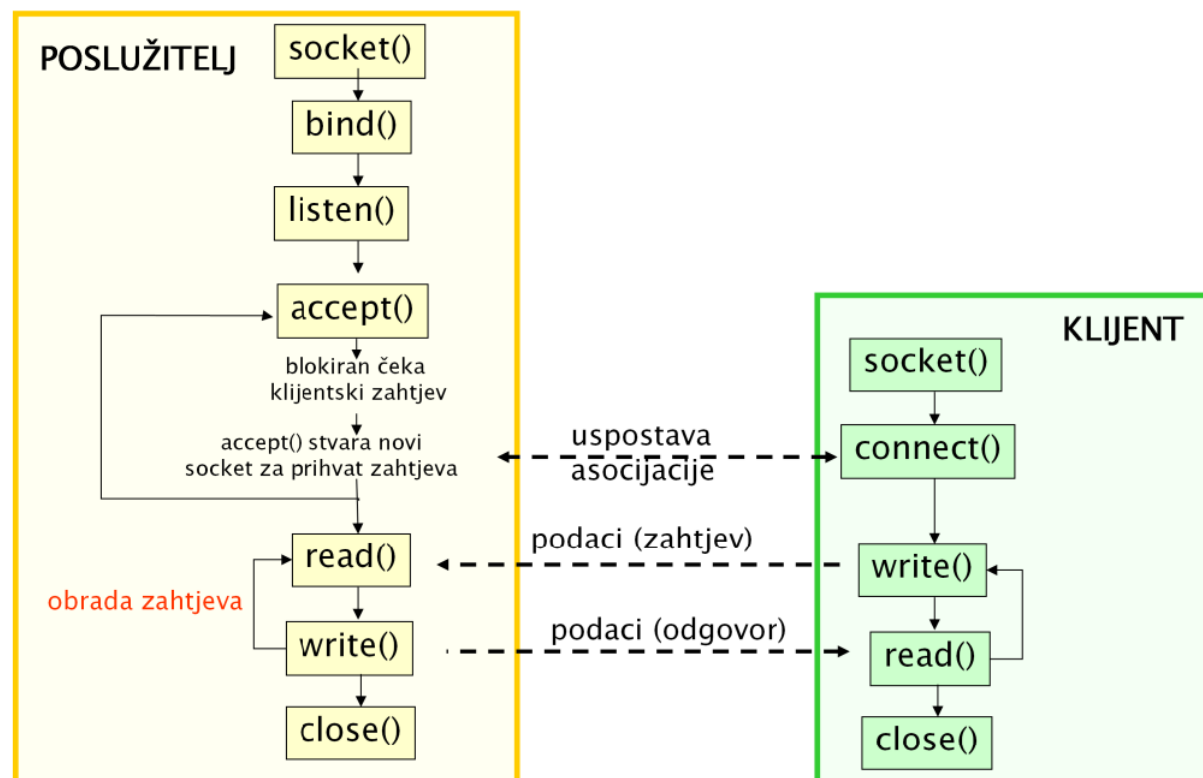 POSLUŽITELJ
socket()
bind()
listen()
accept()
blokiran čeka
klijentski zahtjev
accept() stvara novi
socket za prihvat zahtjeva
read()
obrada zahtjeva
write()
close()
uspostava
asocijacije
podaci (zahtjev)
podaci (odgovor)
KLIJENT
socket()
connect()
write()
read()
close()